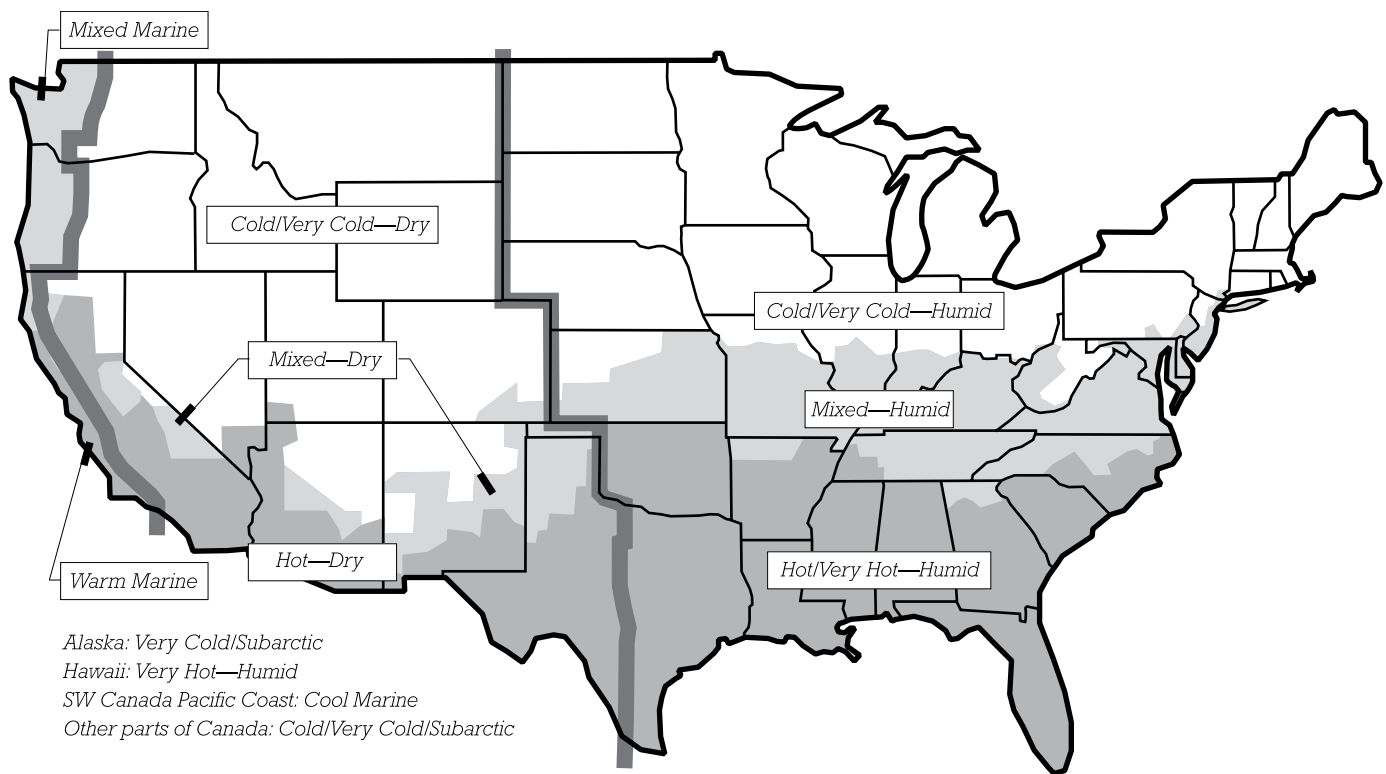 Mixed Marine
Cold/Very Cold—Dry
Cold/Very Cold—Humid
Mixed—Dry
Mixed—Humid
Hot—Dry
Hot/Very Hot—Humid
Warm Marine
Alaska: Very Cold/Subarctic
Hawaii: Very Hot—Humid
SW Canada Pacific Coast: Cool Marine
Other parts of Canada: Cold/Very Cold/Subarctic